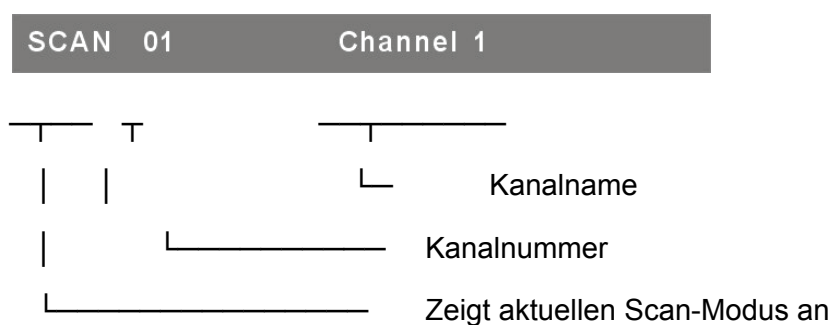 SCAN 01 Channel 1
Kanalname
Kanalnummer
Zeigt aktuellen Scan-Modus an